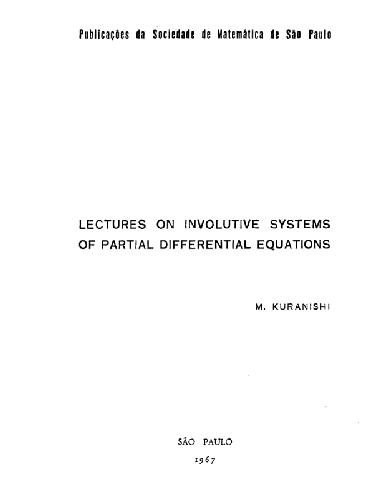 Publicações da Sociedade de Matemática de São Paulo
LECTURES ON INVOLUTIVE SYSTEMS
OF PARTIAL DIFFERENTIAL EQUATIONS
M. KURANISHI
SÃO PAULO
1967